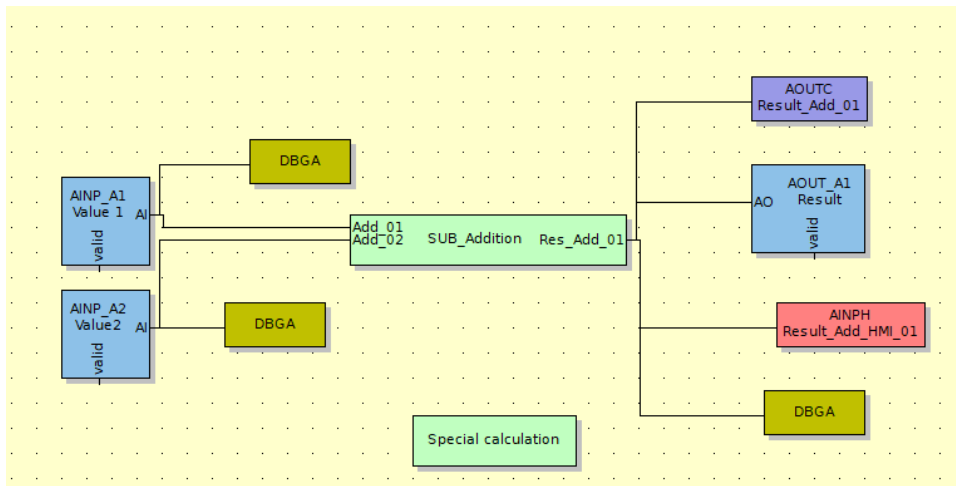 AOUTC
Result_Add_01
DBGA
AINP_A1
Value 1
AI
valid
AOUT_A1
Result
AO
valid
Add_01
Add_02
SUB_Addition
Res_Add_01
AINP_A2
Value2
AI
valid
DBGA
AINPH
Result_Add_HMI_01
DBGA
Special calculation